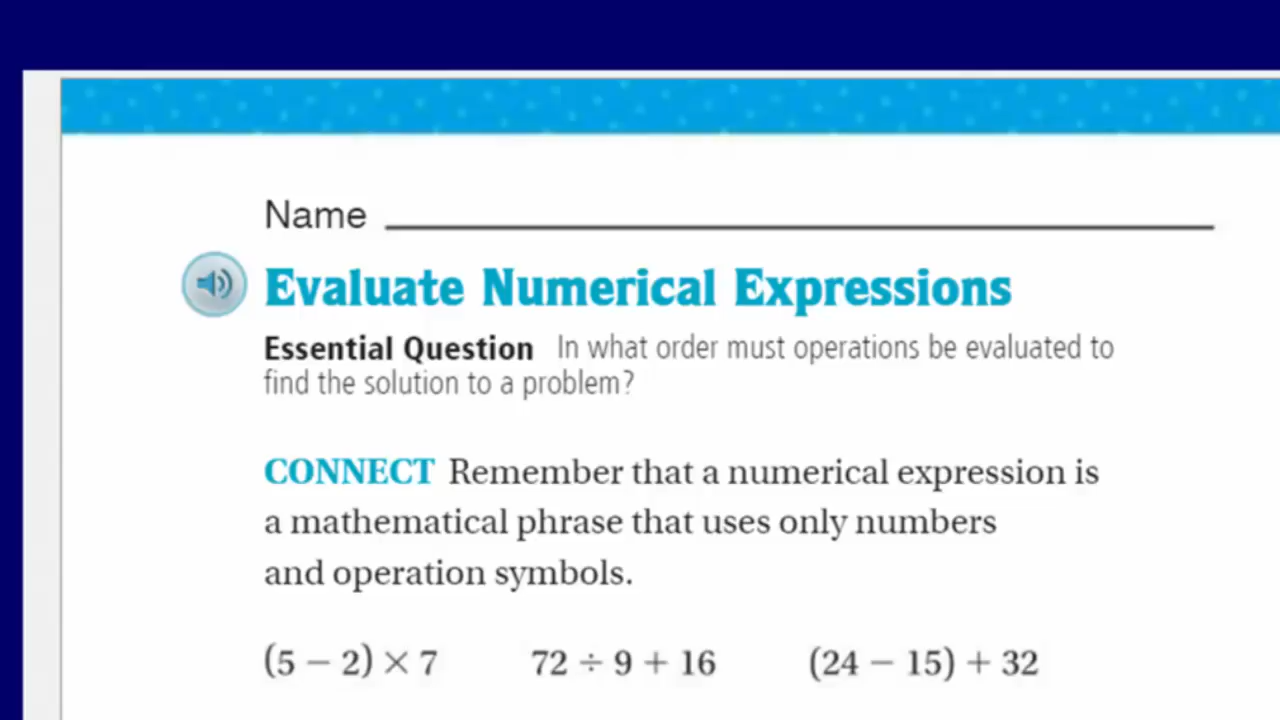 Name
Evaluate Numerical Expressions
Essential Question In what order must operations be evaluated to
find the solution to a problem?
CONNECT Remember that a numerical expression is
a mathematical phrase that uses only numbers
and operation symbols.
(5 − 2) × 7 72 ÷ 9 + 16 (24 − 15) + 32